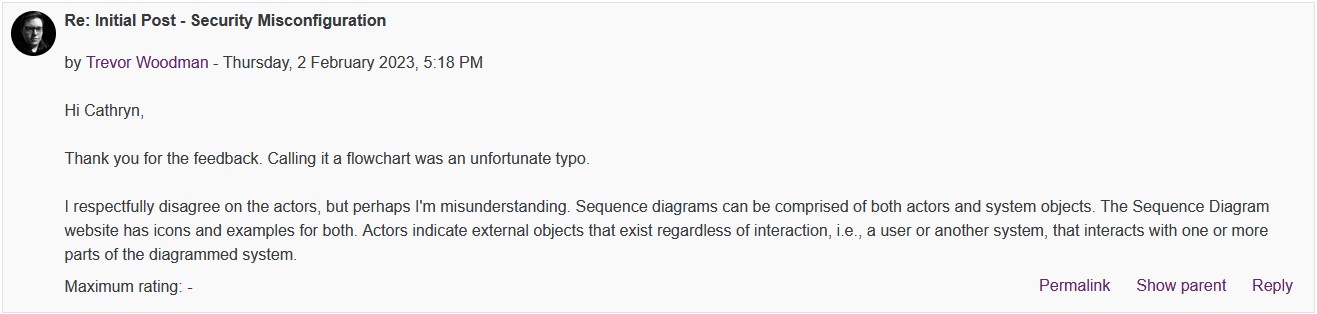 Re: Initial Post - Security Misconfiguration
by Trevor Woodman - Thursday, 2 February 2023, 5:18 PM
Hi Cathryn,
Thank you for the feedback. Calling it a flowchart was an unfortunate typo.
I respectfully disagree on the actors, but perhaps I'm misunderstanding. Sequence diagrams can be comprised of both actors and system objects. The Sequence Diagram
website has icons and examples for both. Actors indicate external objects that exist regardless of interaction, i.e., a user or another system, that interacts with one or more
parts of the diagrammed system.
Maximum rating: -
Permalink Show parent Reply